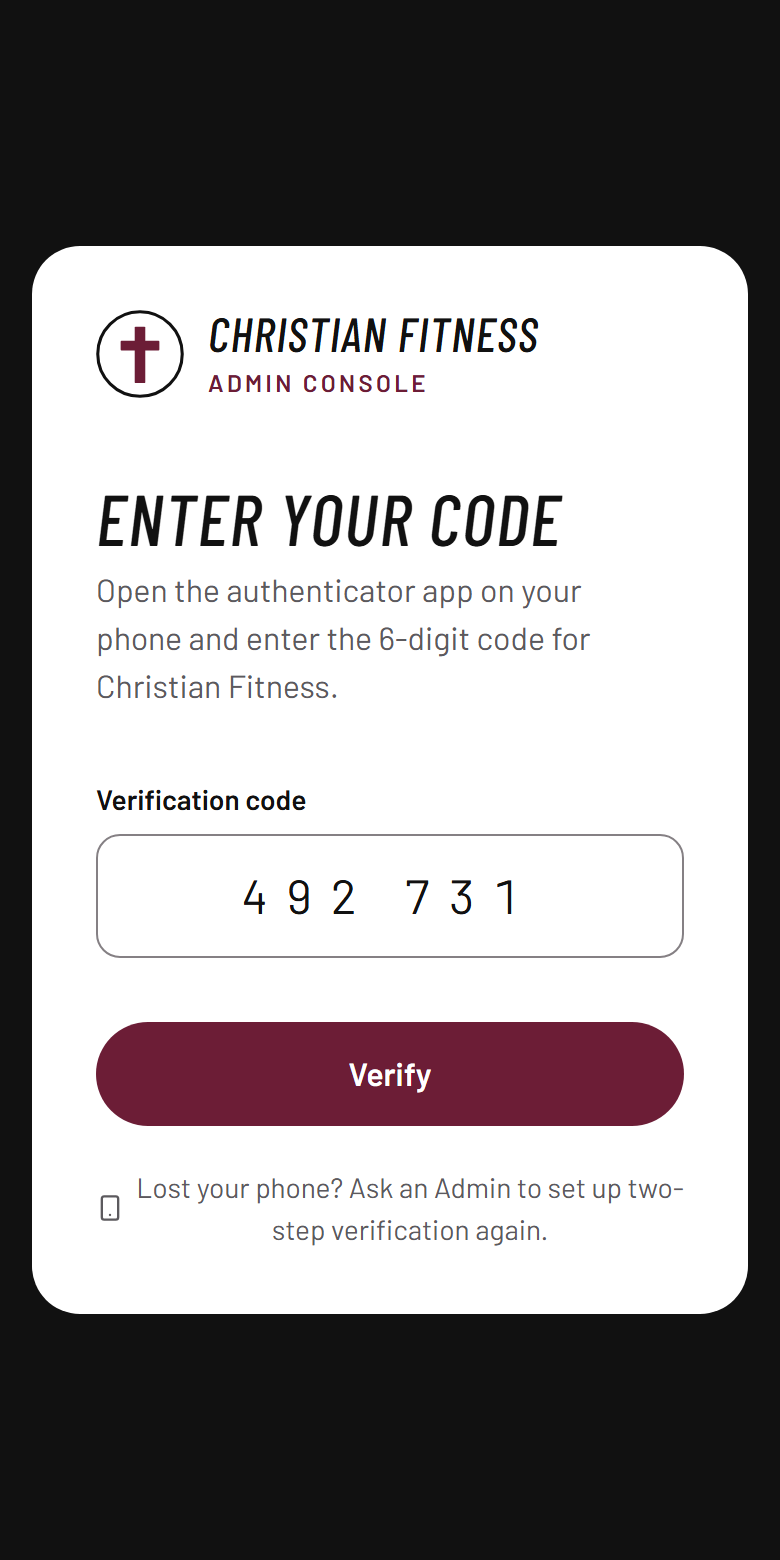 CHRISTIAN FITNESS
ADMIN CONSOLE
ENTER YOUR CODE
Open the authenticator app on your
phone and enter the 6-digit code for
Christian Fitness.
Verification code
492 731
Verify
Lost your phone? Ask an Admin to set up two-
step verification again.